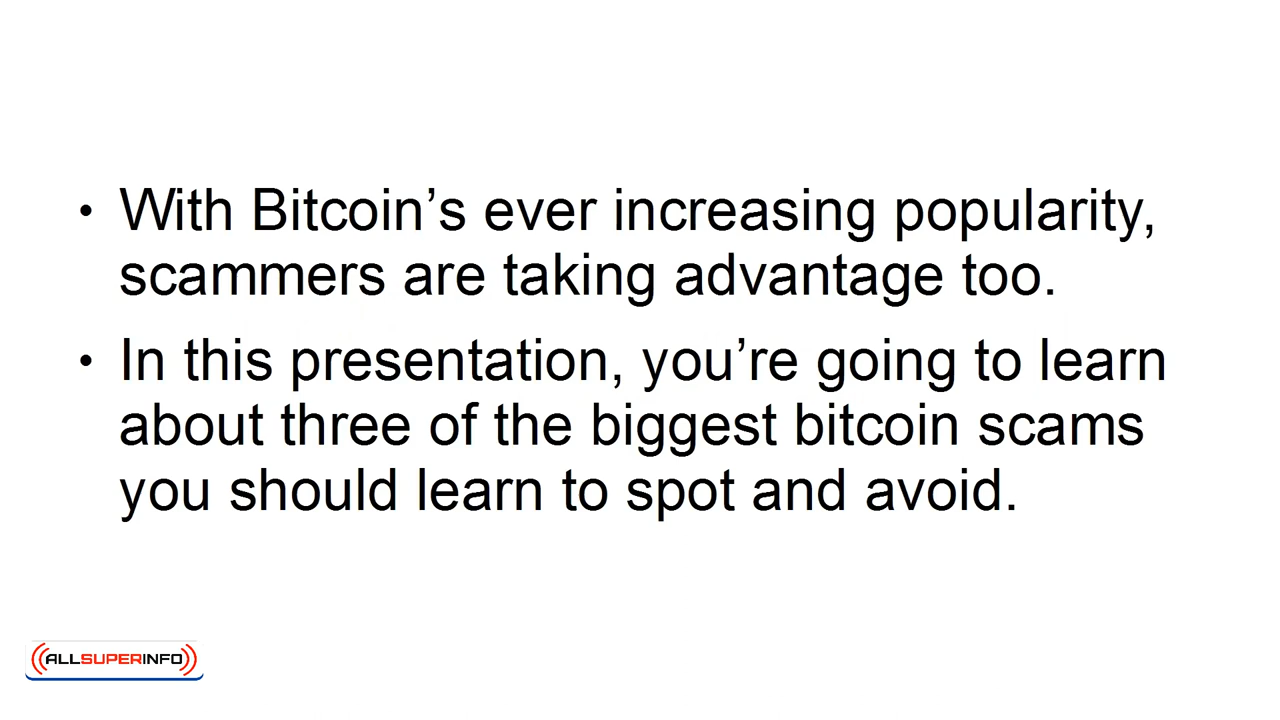 • With Bitcoin’s ever increasing popularity,
scammers are taking advantage too.
• In this presentation, you’re going to learn
about three of the biggest bitcoin scams
you should learn to spot and avoid.
ALLSUPERINFO